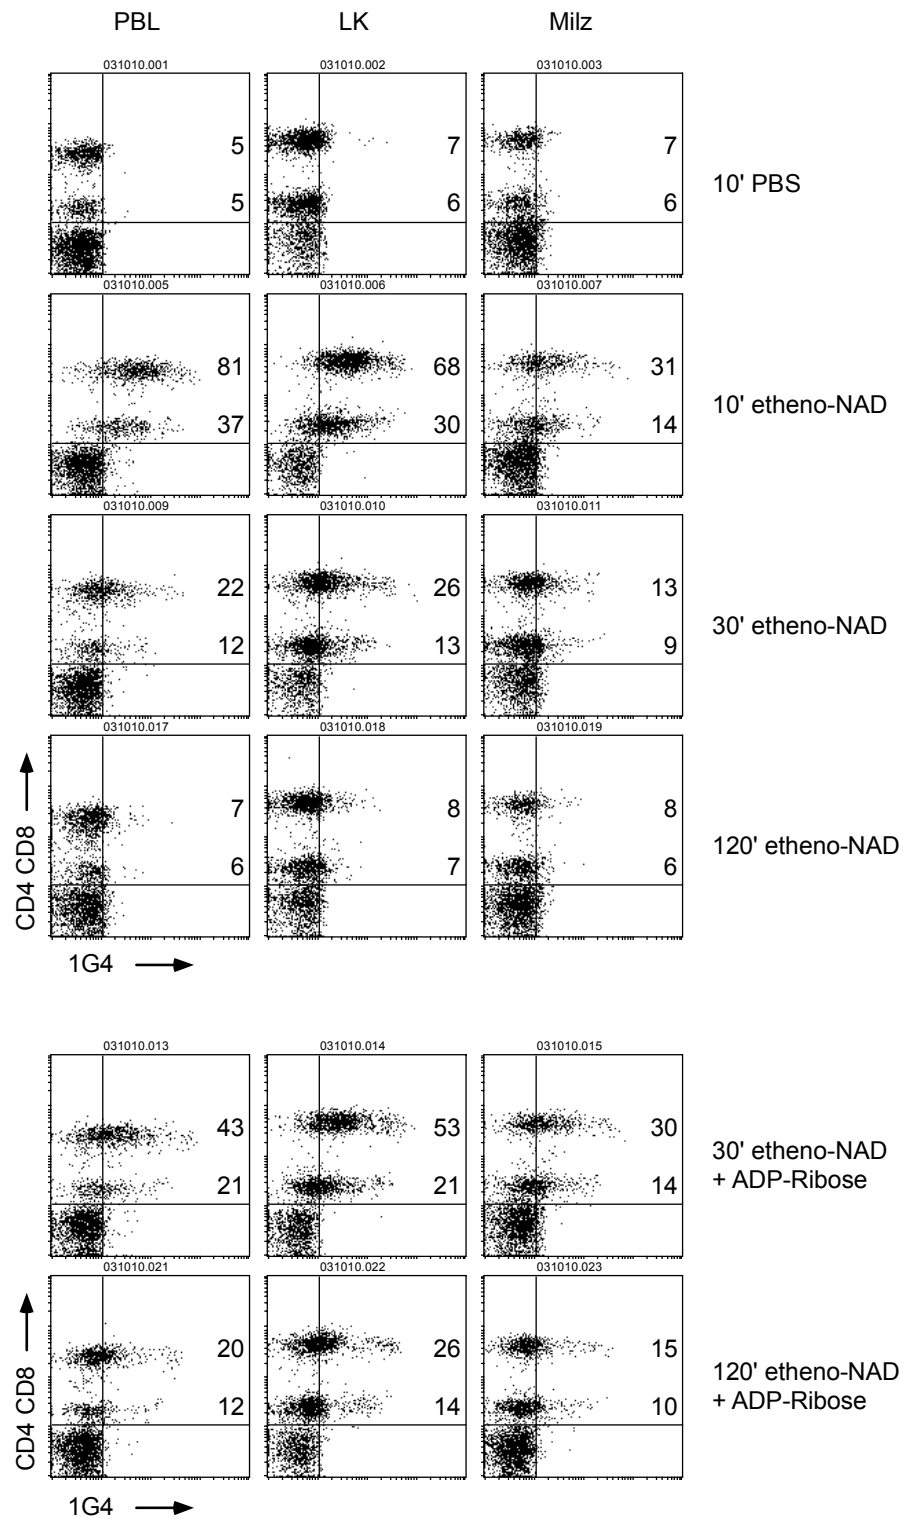 PBL LK Milz
031010.001 031010.002 031010.003
5 7 7
10' PBS
5 6 6
031010.005 031010.006 031010.007
81 68 31
10' etheno-NAD
37 30 14
031010.009 031010.010 031010.011
22 26 13
30' etheno-NAD
12 13 9
031010.017 031010.018 031010.019
7 8 8
120' etheno-NAD
6 7 6
CD4 CD8
1G4
031010.013 031010.014 031010.015
43 53 30
30' etheno-NAD
+ ADP-Ribose
21 21 14
031010.021 031010.022 031010.023
20 26 15
120' etheno-NAD
+ ADP-Ribose
12 14 10
CD4 CD8
1G4